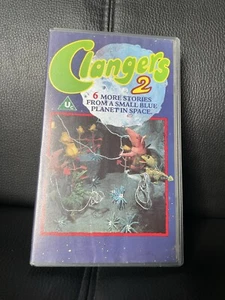 Clangers
2
6 MORE STORIES
FROM A SMALL BLUE
PLANET IN SPACE.
U